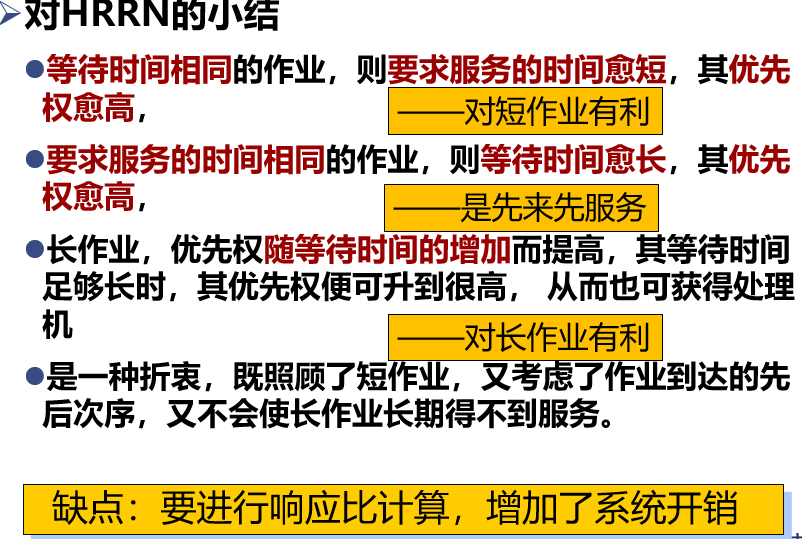 对HRRN的小结
等待时间相同的作业，则要求服务的时间愈短，其优先
权愈高，
——对短作业有利
要求服务的时间相同的作业，则等待时间愈长，其优先
权愈高，
——是先来先服务
长作业，优先权随等待时间的增加而提高，其等待时间
足够长时，其优先权便可升到很高， 从而也可获得处理
机
——对长作业有利
是一种折衷，既照顾了短作业，又考虑了作业到达的先
后次序，又不会使长作业长期得不到服务。
缺点：要进行响应比计算，增加了系统开销